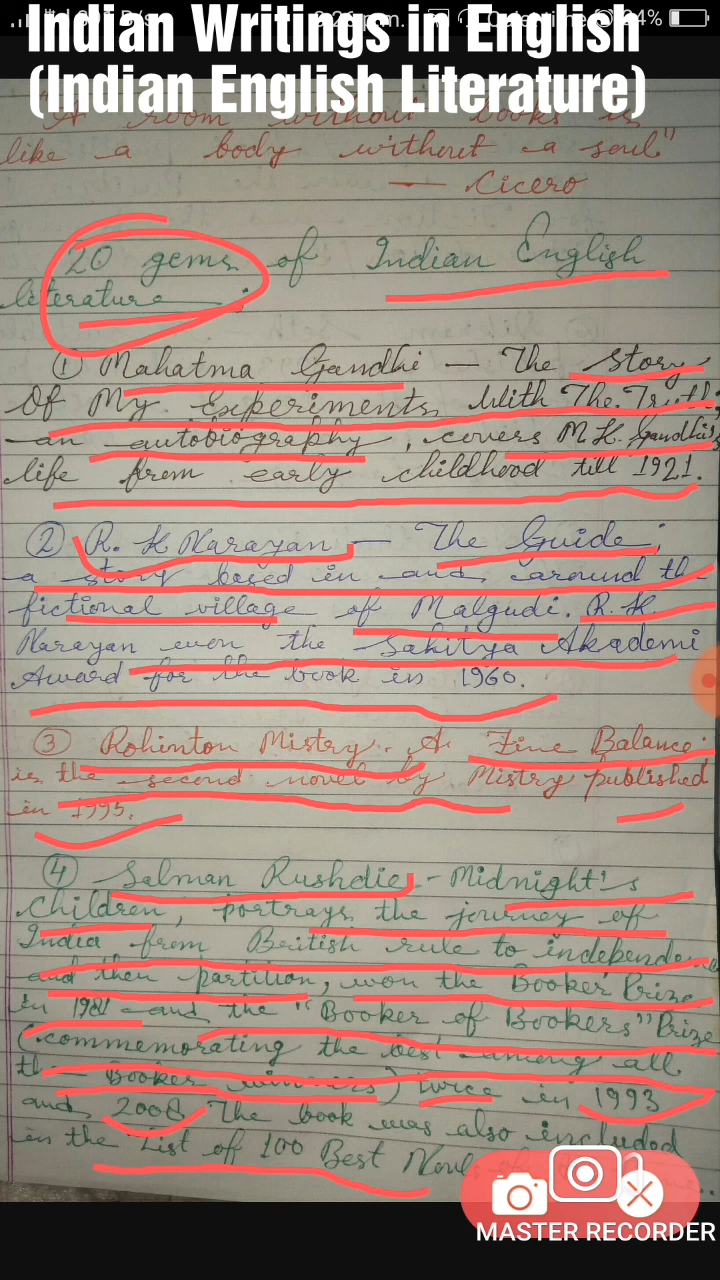 Indian Writings in English
(Indian English Literature)
"A room without books is
like a body without a soul"
— Cicero
20 gems of Indian English
literature :
① Mahatma Gandhi — The Story
Of My Experiments With The Truth;
an autobiography, covers M.K. Gandhi's
life from early childhood till 1921.
② R. K Narayan — The Guide;
a story based in and around the
fictional village of Malgudi. R.K.
Narayan won the Sahitya Akademi
Award for the book in 1960.
③ Rohinton Mistry. A Fine Balance
is the second novel by Mistry published
in 1995.
④ Salman Rushdie - Midnight's
Children; portrays the journey of
India from British rule to independence
and then partition, won the Booker Prize
in 1981 and the "Booker of Bookers" Prize
(commemorating the best among all
the Booker winners) twice in 1993
and 2008. The book was also included
in the List of 100 Best Novels of
MASTER RECORDER